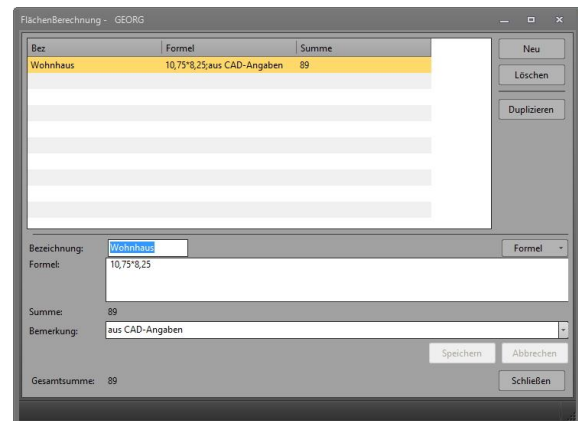 FlächenBerechnung - GEORG
Bez Formel Summe Neu
Wohnhaus 10,75*8,25;aus CAD-Angaben 89
Löschen
Duplizieren
Bezeichnung: Wohnhaus Formel
Formel: 10,75*8,25
Summe: 89
Bemerkung: aus CAD-Angaben
Speichern Abbrechen
Gesamtsumme: 89 Schließen